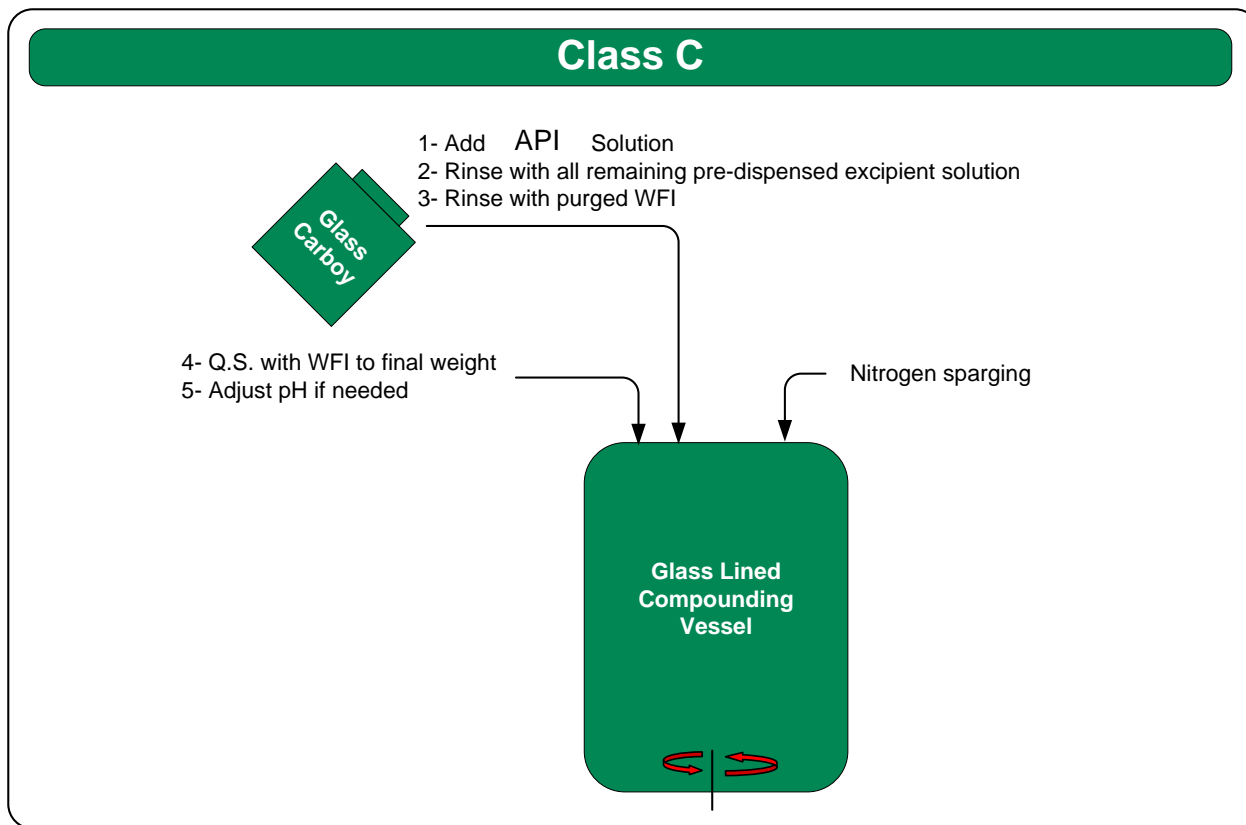 Class C
1- Add API Solution
2- Rinse with all remaining pre-dispensed excipient solution
3- Rinse with purged WFI
Glass
Carboy
4- Q.S. with WFI to final weight
5- Adjust pH if needed
Nitrogen sparging
Glass Lined
Compounding
Vessel